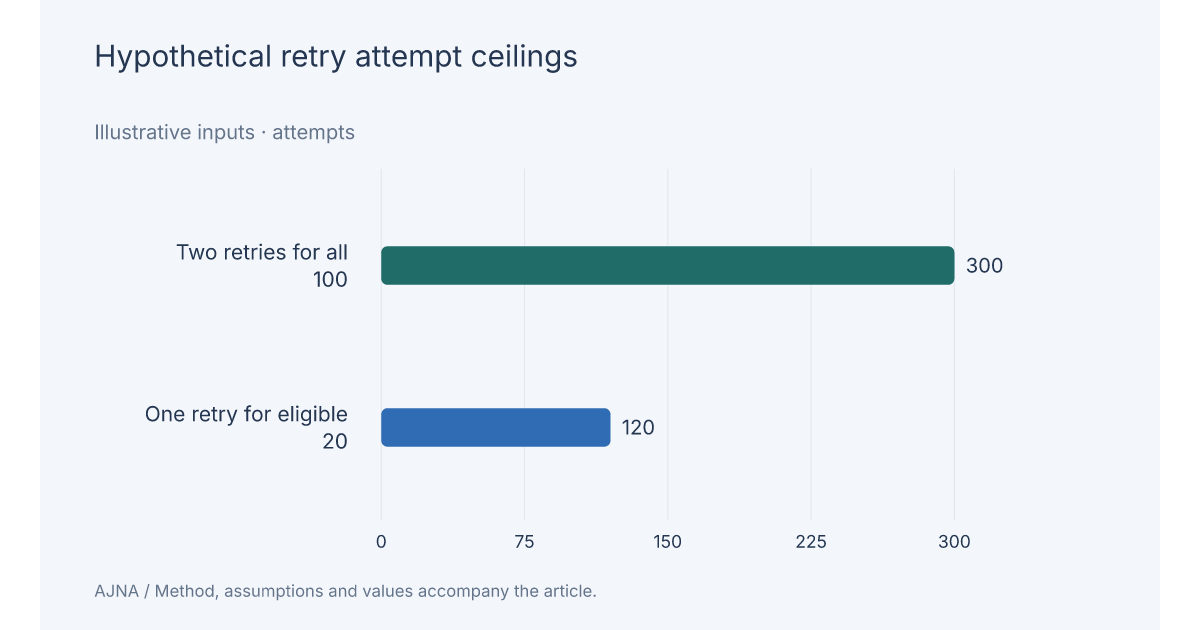 Hypothetical retry attempt ceilings
Illustrative inputs · attempts
Two retries for all
100
300
One retry for eligible
20
120
0 75 150 225 300
AJNA / Method, assumptions and values accompany the article.